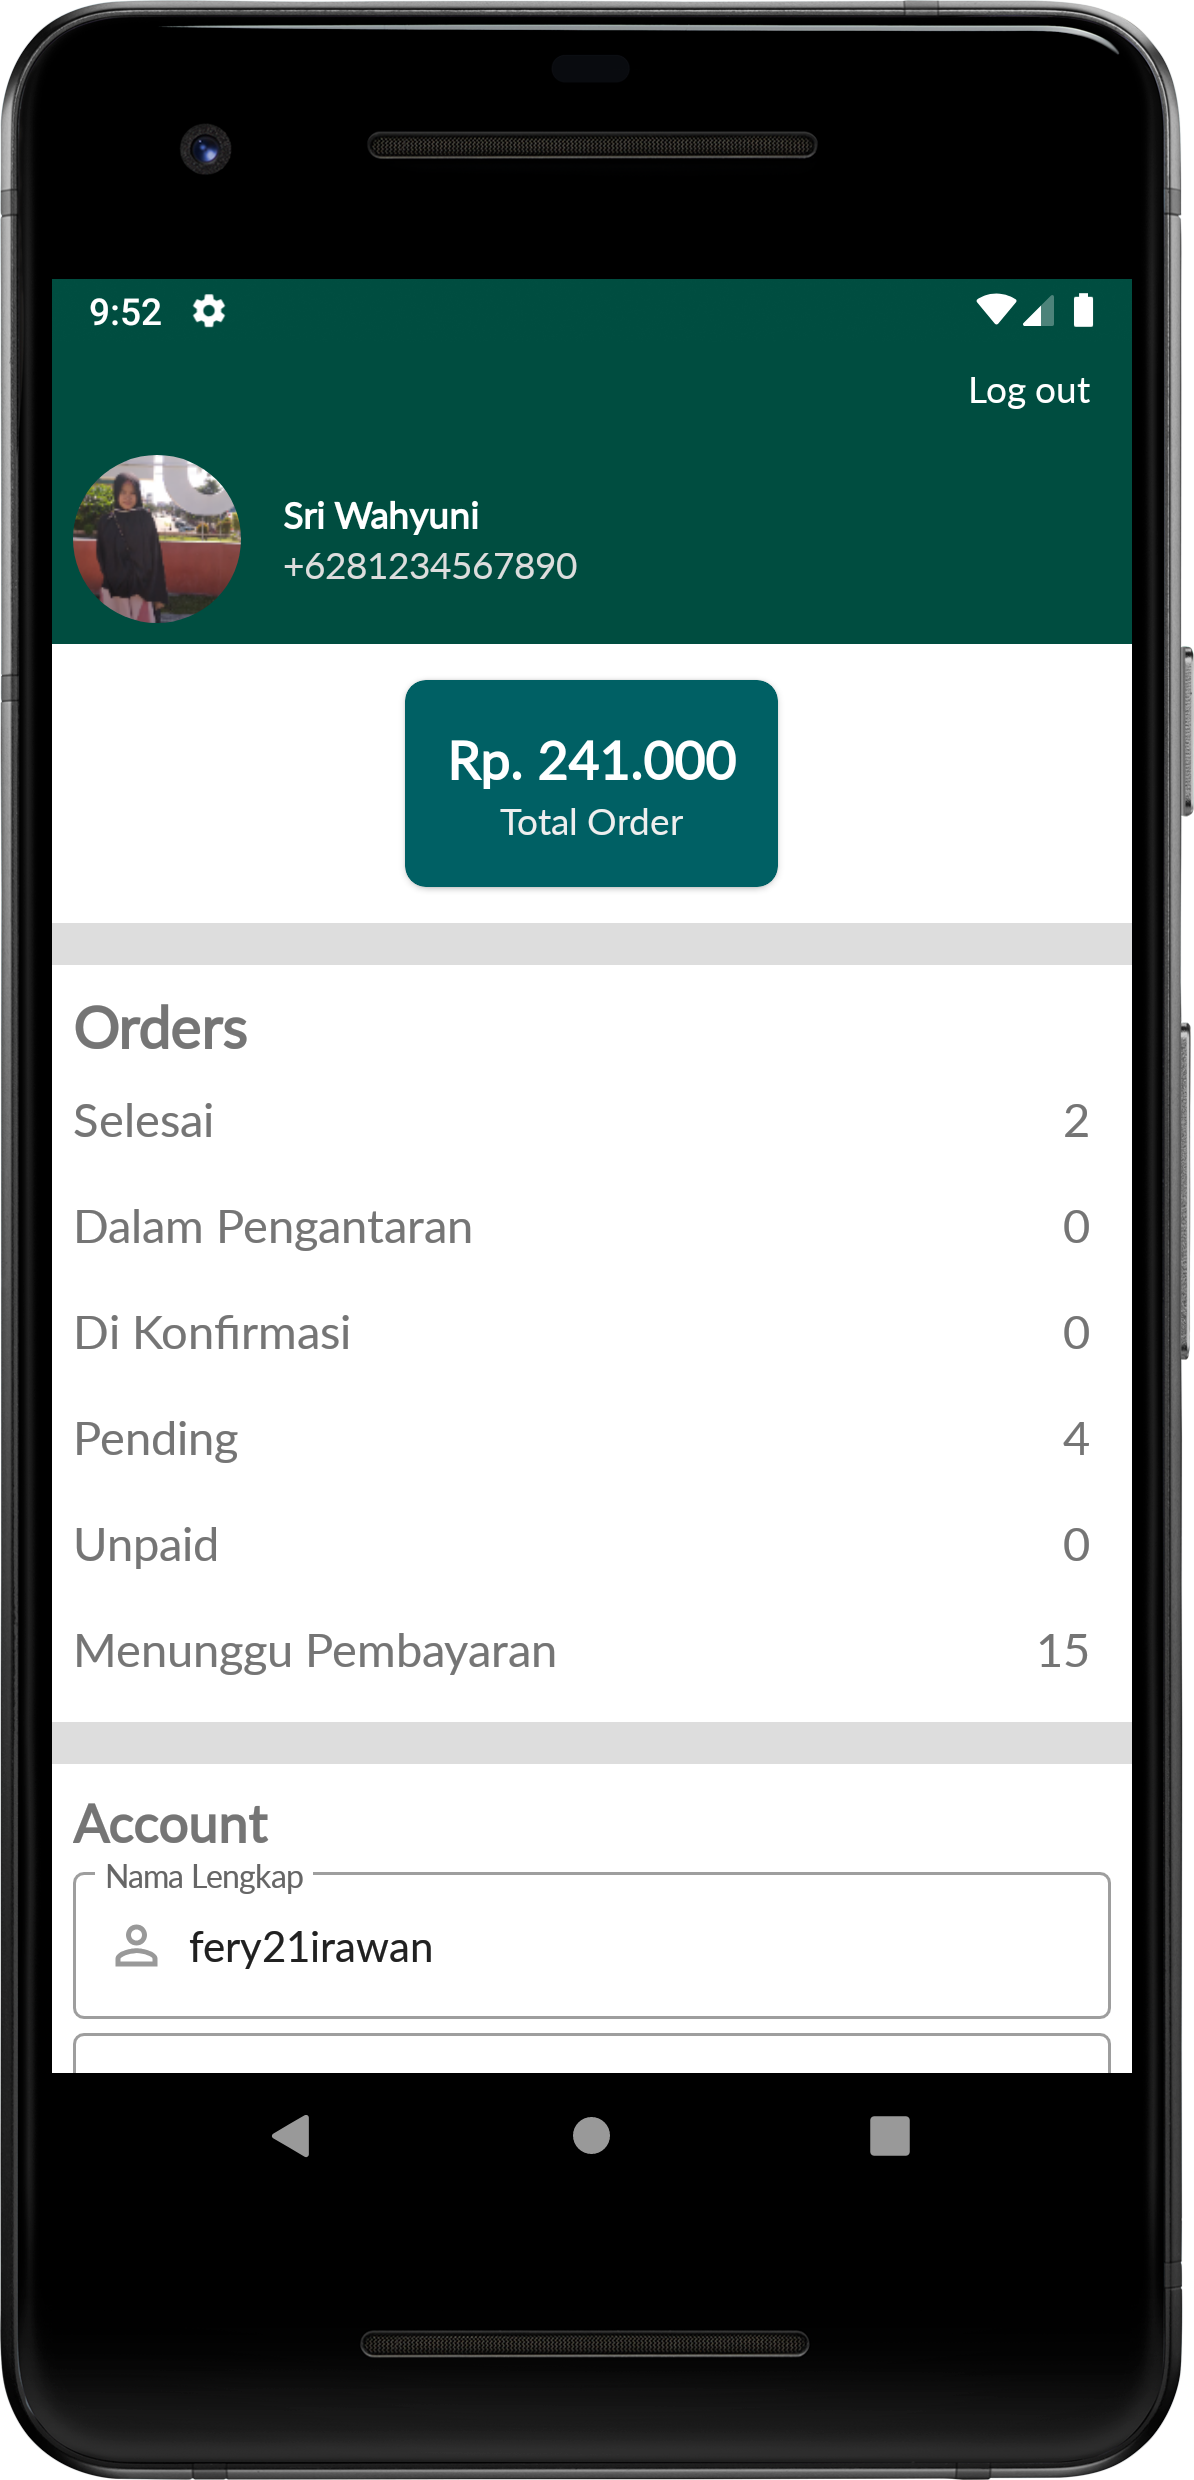 9:52
Log out
Sri Wahyuni
+6281234567890
Rp. 241.000
Total Order
Orders
Selesai 2
Dalam Pengantaran 0
Di Konfirmasi 0
Pending 4
Unpaid 0
Menunggu Pembayaran 15
Account
Nama Lengkap
fery21irawan